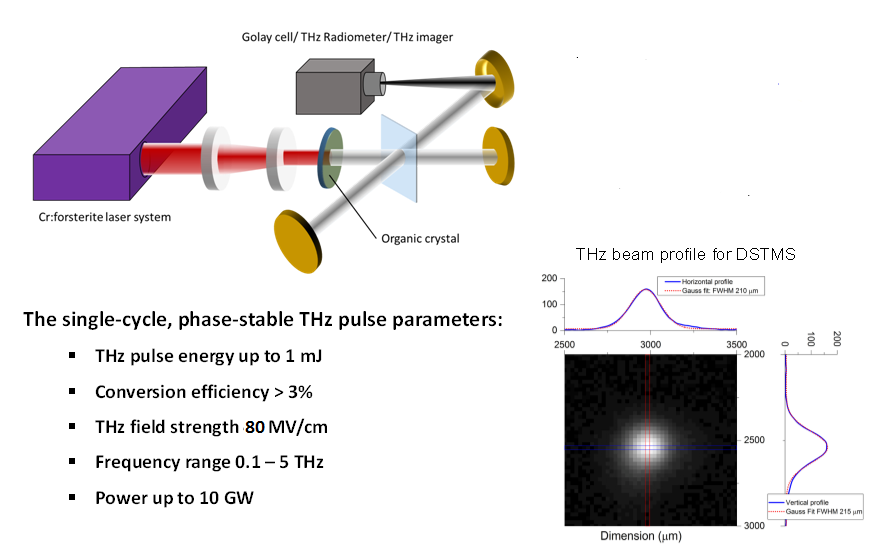 Golay cell/ THz Radiometer/ THz imager
Cr:forsterite laser system
Organic crystal
The single-cycle, phase-stable THz pulse parameters:
▪ THz pulse energy up to 1 mJ
▪ Conversion efficiency > 3%
▪ THz field strength 80 MV/cm
▪ Frequency range 0.1 – 5 THz
▪ Power up to 10 GW
THz beam profile for DSTMS
200
100
0
Horizontal profile
Gauss fit: FWHM 210 μm
2500
3000
3500
0
100
200
2000
2500
3000
Vertical profile
Gauss Fit FWHM 215 μm
Dimension (μm)